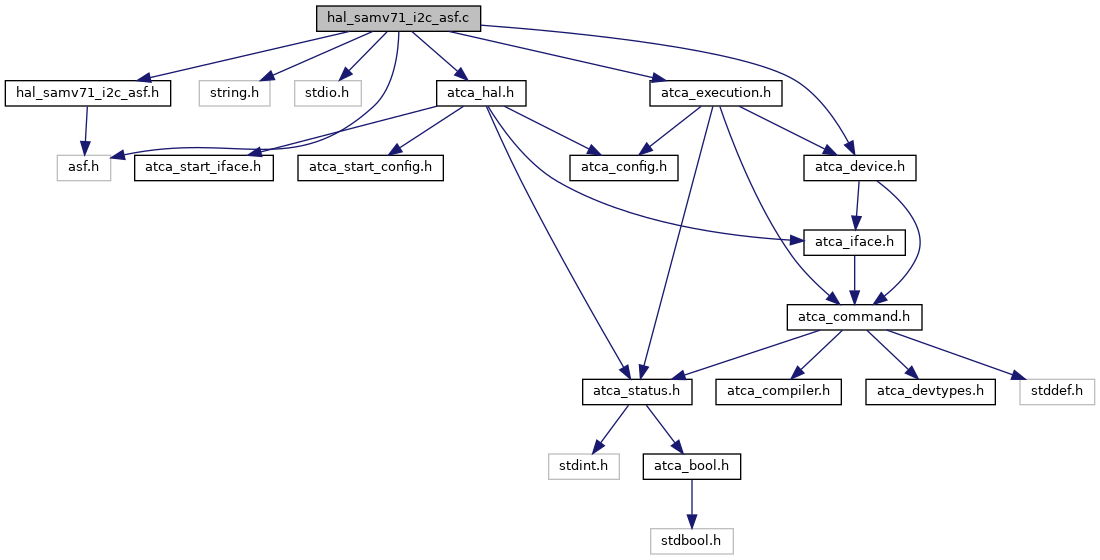 hal_samv71_i2c_asf.c
hal_samv71_i2c_asf.h
string.h
stdio.h
atca_hal.h
atca_execution.h
asf.h
atca_start_iface.h
atca_start_config.h
atca_config.h
atca_device.h
atca_iface.h
atca_command.h
atca_status.h
atca_compiler.h
atca_devtypes.h
stddef.h
stdint.h
atca_bool.h
stdbool.h